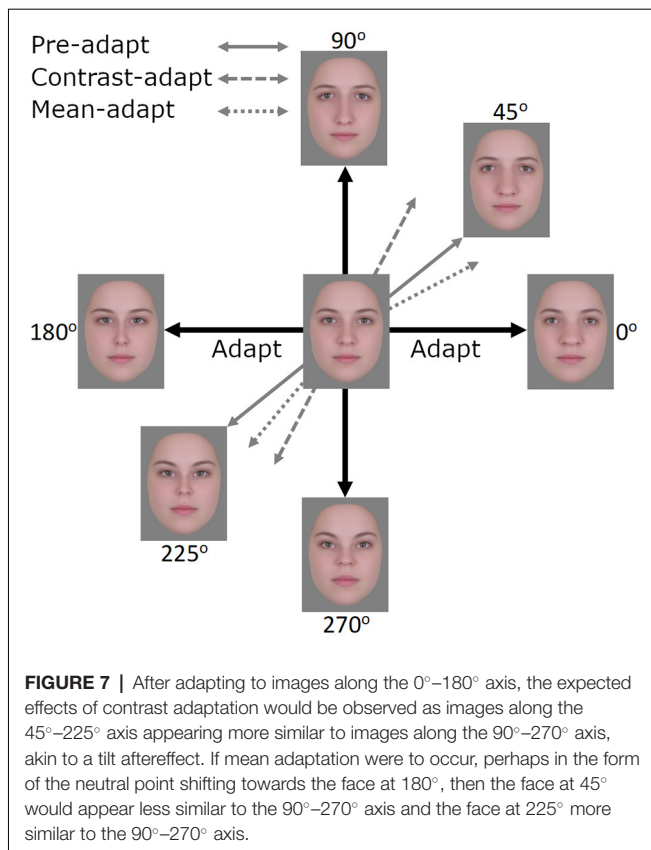 Pre-adapt
Contrast-adapt
Mean-adapt
90°
45°
180°
Adapt
Adapt
0°
225°
270°
FIGURE 7 | After adapting to images along the 0°–180° axis, the expected
effects of contrast adaptation would be observed as images along the
45°–225° axis appearing more similar to images along the 90°–270° axis,
akin to a tilt aftereffect. If mean adaptation were to occur, perhaps in the form
of the neutral point shifting towards the face at 180°, then the face at 45°
would appear less similar to the 90°–270° axis and the face at 225° more
similar to the 90°–270° axis.